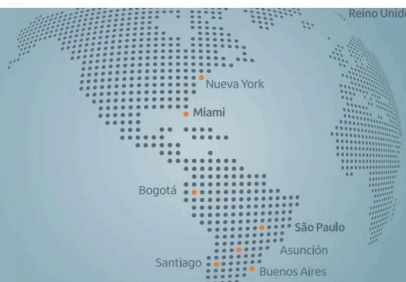 Reino Unido
Nueva York
Miami
Bogotá
São Paulo
Asunción
Santiago
Buenos Aires